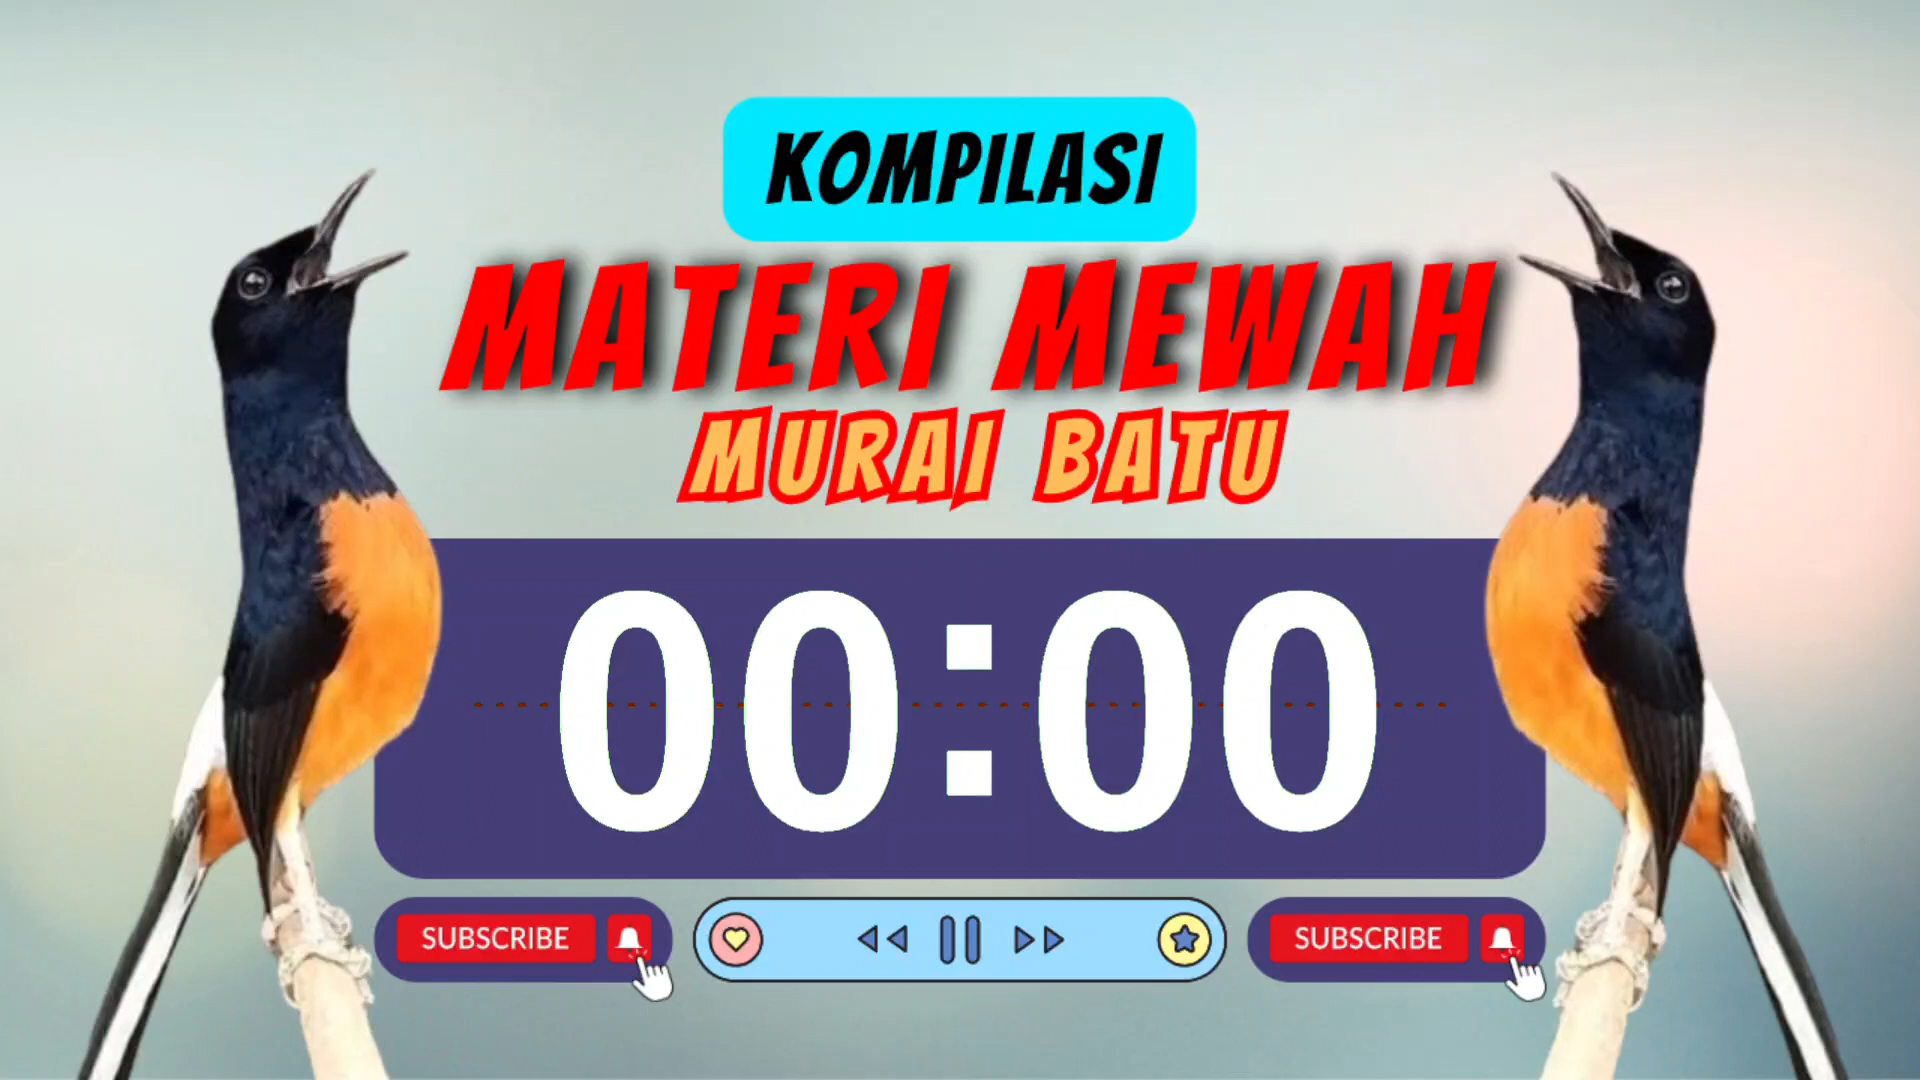 KOMPILASI
MATERI MEWAH
MURAI BATU
00:00
SUBSCRIBE
SUBSCRIBE